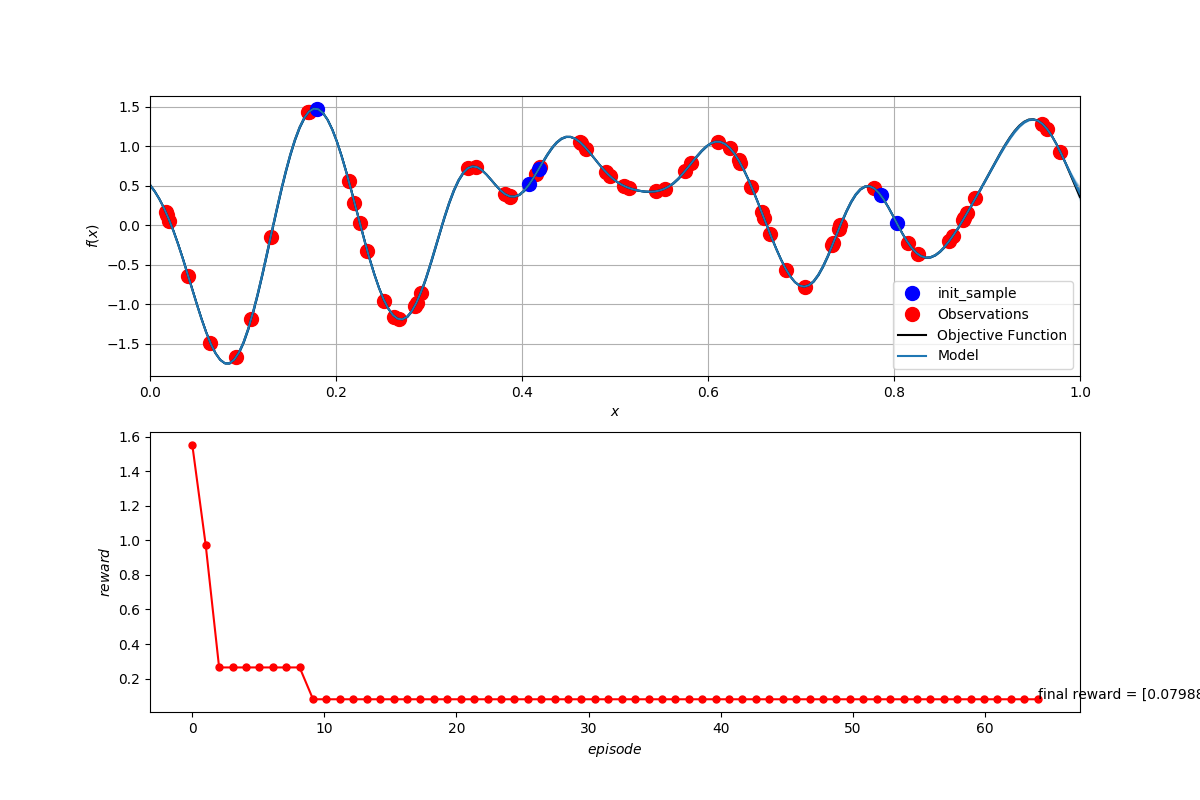 1.5
1.0
0.5
0.0
−0.5
−1.0
−1.5
f(x)
init_sample
Observations
Objective Function
Model
0.0 0.2 0.4 0.6 0.8 1.0
x
1.6
1.4
1.2
1.0
0.8
0.6
0.4
0.2
reward
final reward = [0.07988
0 10 20 30 40 50 60
episode